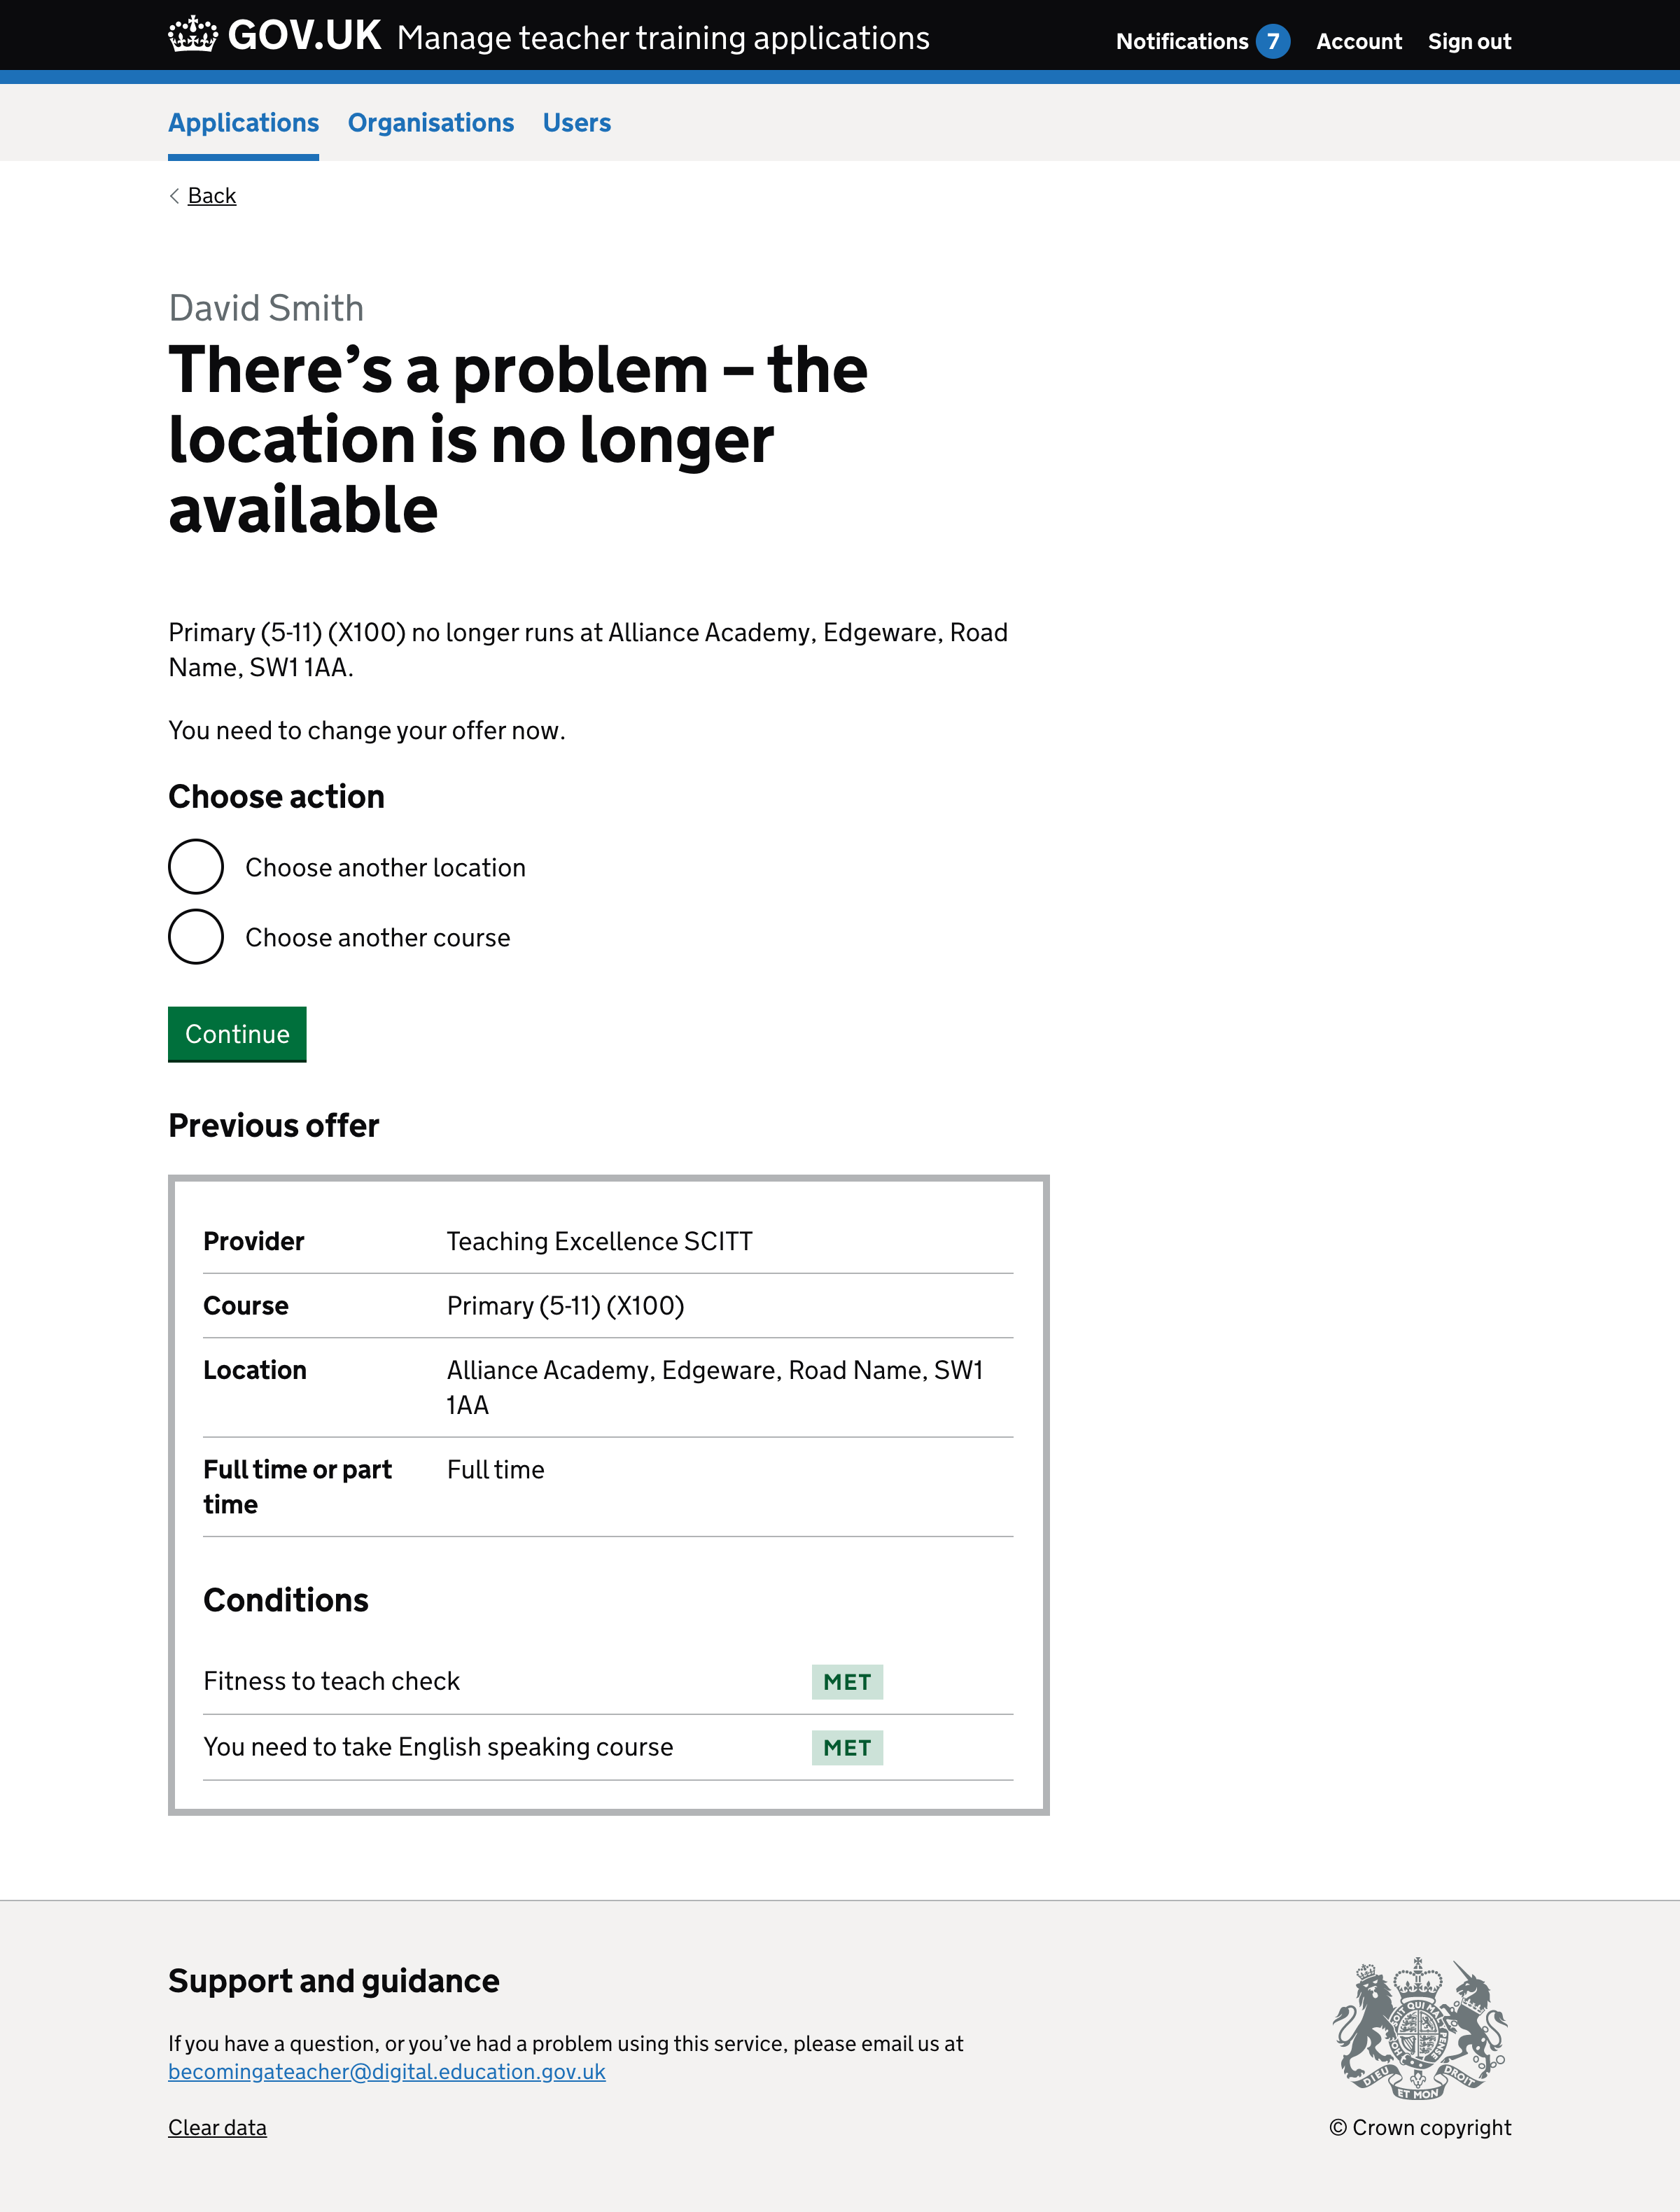 GOV.UK Manage teacher training applications
Notifications 7 Account Sign out
Applications Organisations Users
Back
David Smith
There’s a problem – the
location is no longer
available
Primary (5-11) (X100) no longer runs at Alliance Academy, Edgeware, Road
Name, SW1 1AA.
You need to change your offer now.
Choose action
Choose another location
Choose another course
Continue
Previous offer
Provider Teaching Excellence SCITT
Course Primary (5-11) (X100)
Location Alliance Academy, Edgeware, Road Name, SW1
1AA
Full time or part Full time
time
Conditions
Fitness to teach check MET
You need to take English speaking course MET
Support and guidance
If you have a question, or you’ve had a problem using this service, please email us at
becomingateacher@digital.education.gov.uk
Clear data
DIEU ET MON DROIT
© Crown copyright